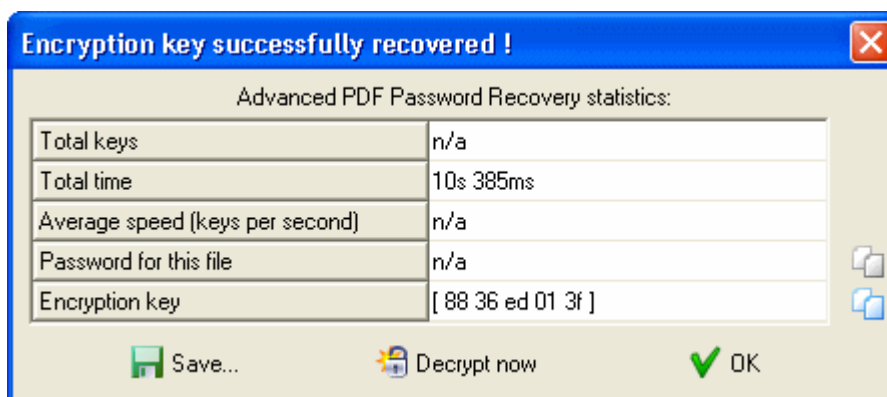 Encryption key successfully recovered !
Advanced PDF Password Recovery statistics:
Total keys n/a
Total time 10s 385ms
Average speed (keys per second) n/a
Password for this file n/a
Encryption key [ 88 36 ed 01 3f ]
Save... Decrypt now OK